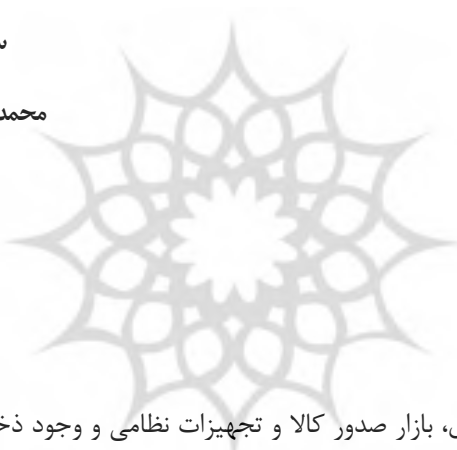 محمد
بازار صدور کالا و تجهیزات نظامی و وجود